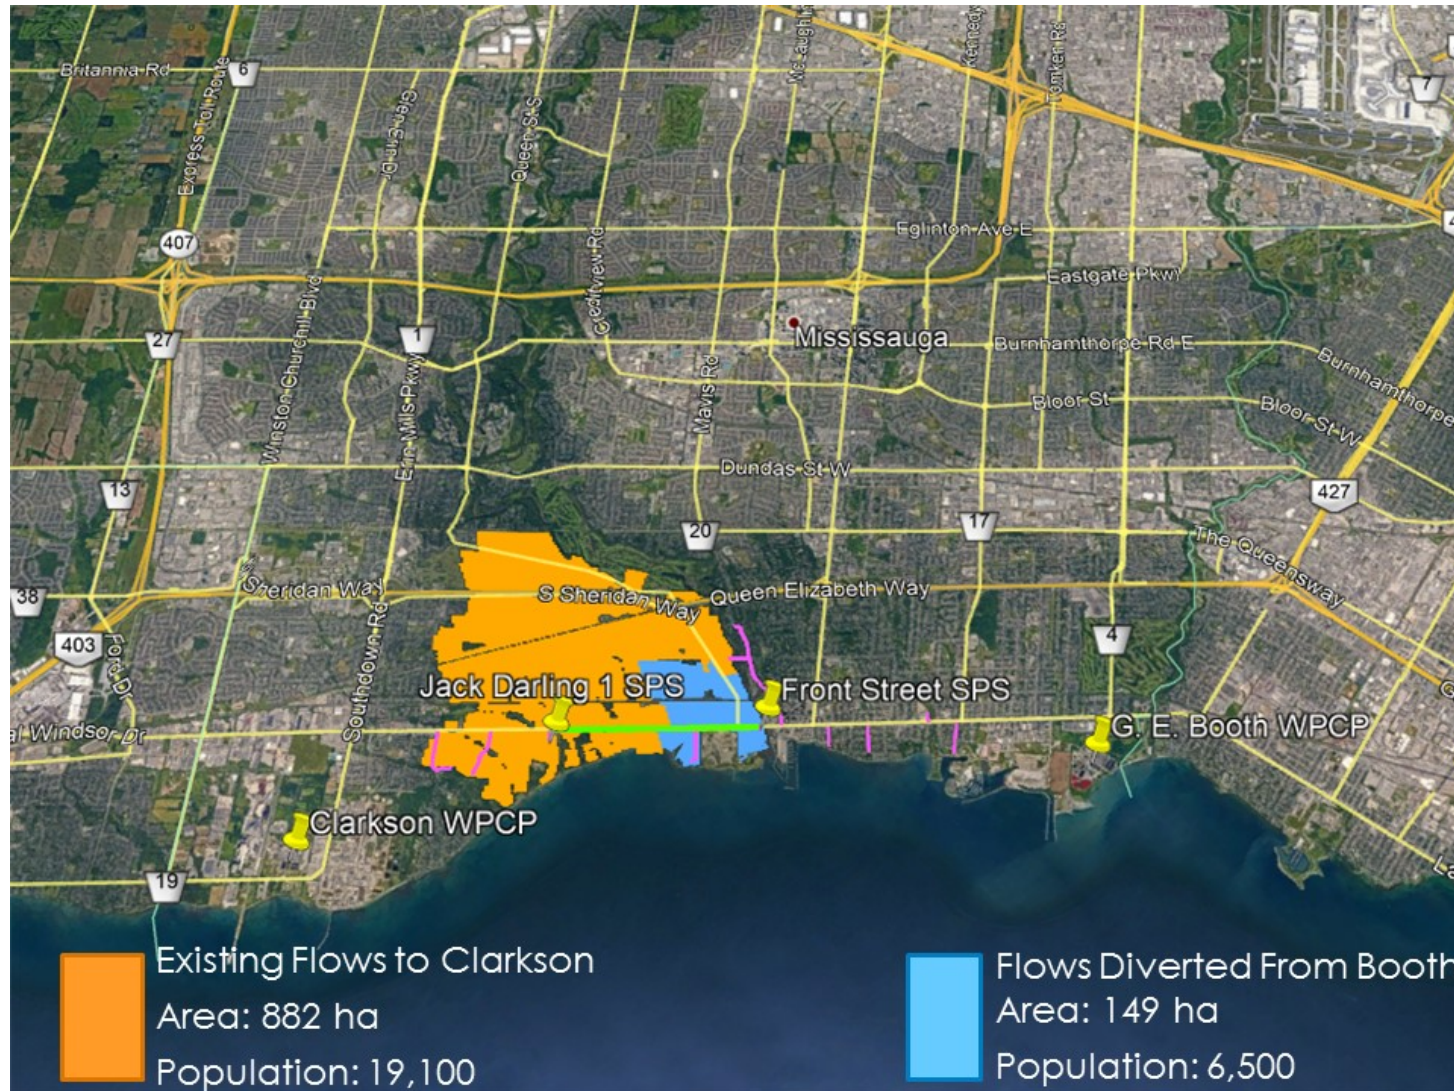 Britannia Rd
6
Express Toll Route
Glen Erin Dr
Queen St S
Kennedy
Tomken Rd
7
407
Eglinton Ave E
Creditview Rd
Eastgate Pkwy
Winston Churchill Blvd
27
1
Mississauga
Burnhamthorpe Rd E
Burnhamthorpe
Mavis Rd
Erin Mills Pkwy
Bloor St
Bloor St W
Dundas St W
13
427
20
17
The Queensway
38
Sheridan Way
S Sheridan Way
Queen Elizabeth Way
403
Ford Dr
Southdown Rd
4
Jack Darling 1 SPS
Front Street SPS
al Windsor Dr
G. E. Booth WPCP
Clarkson WPCP
19
Existing Flows to Clarkson
Area: 882 ha
Population: 19,100
Flows Diverted From Booth
Area: 149 ha
Population: 6,500